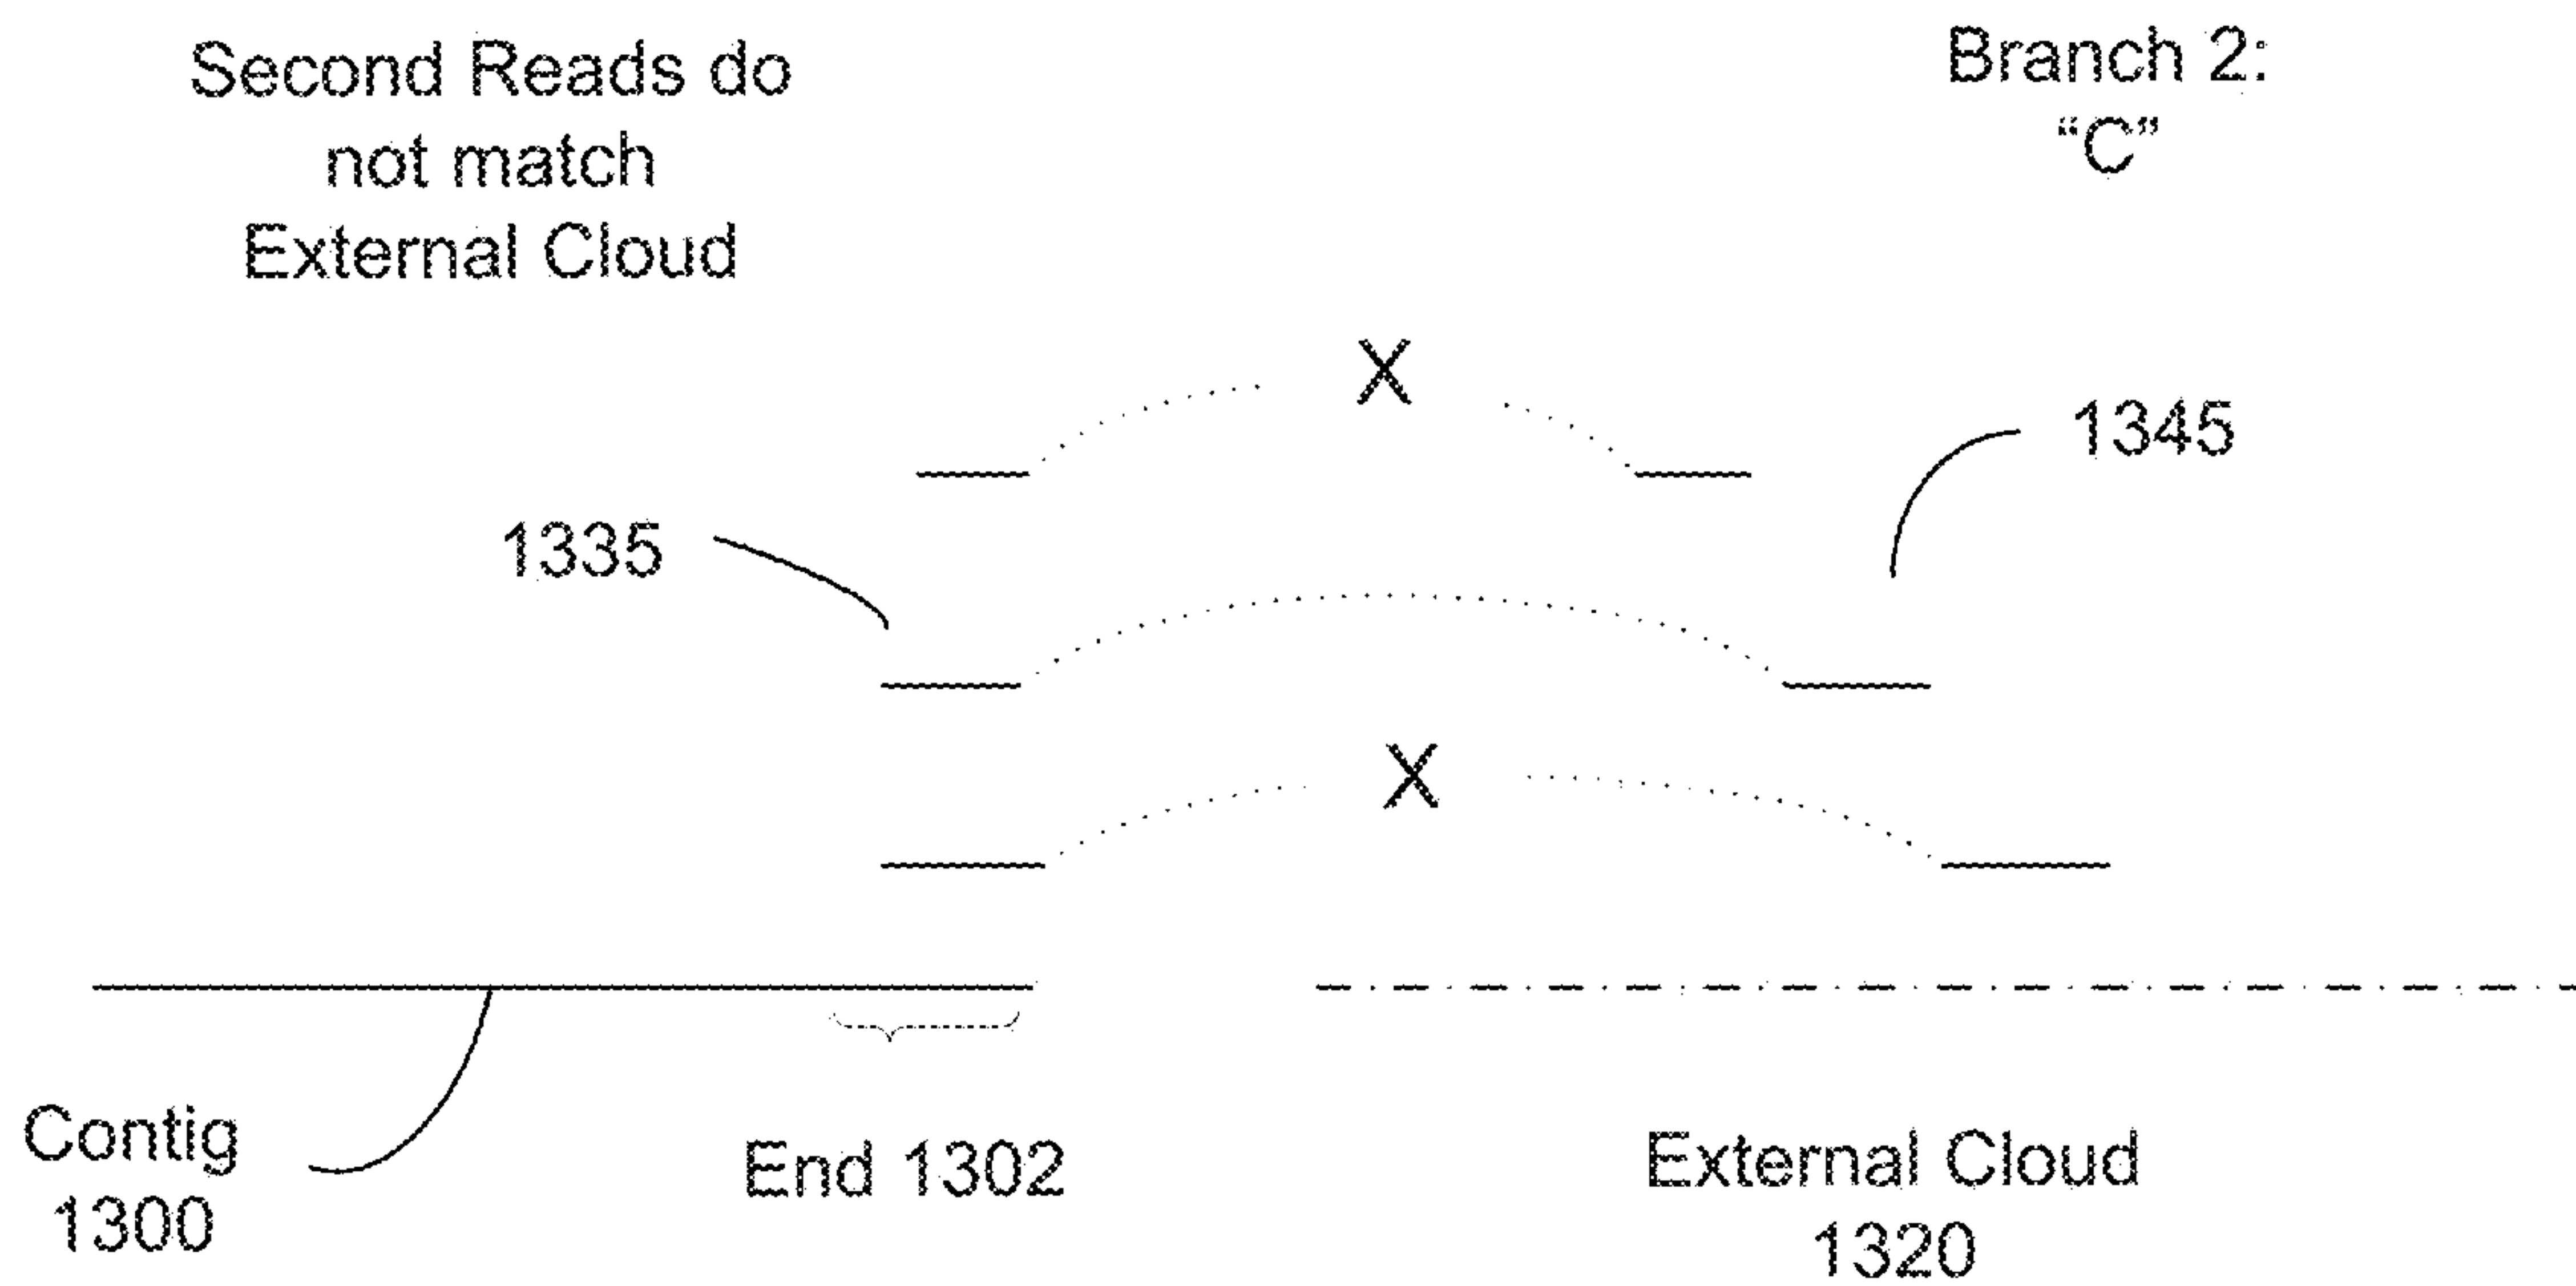 Second Reads do
not match
External Cloud
Branch 2:
“C”
X
1345
1335
X
Contig
1300
End 1302
External Cloud
1320